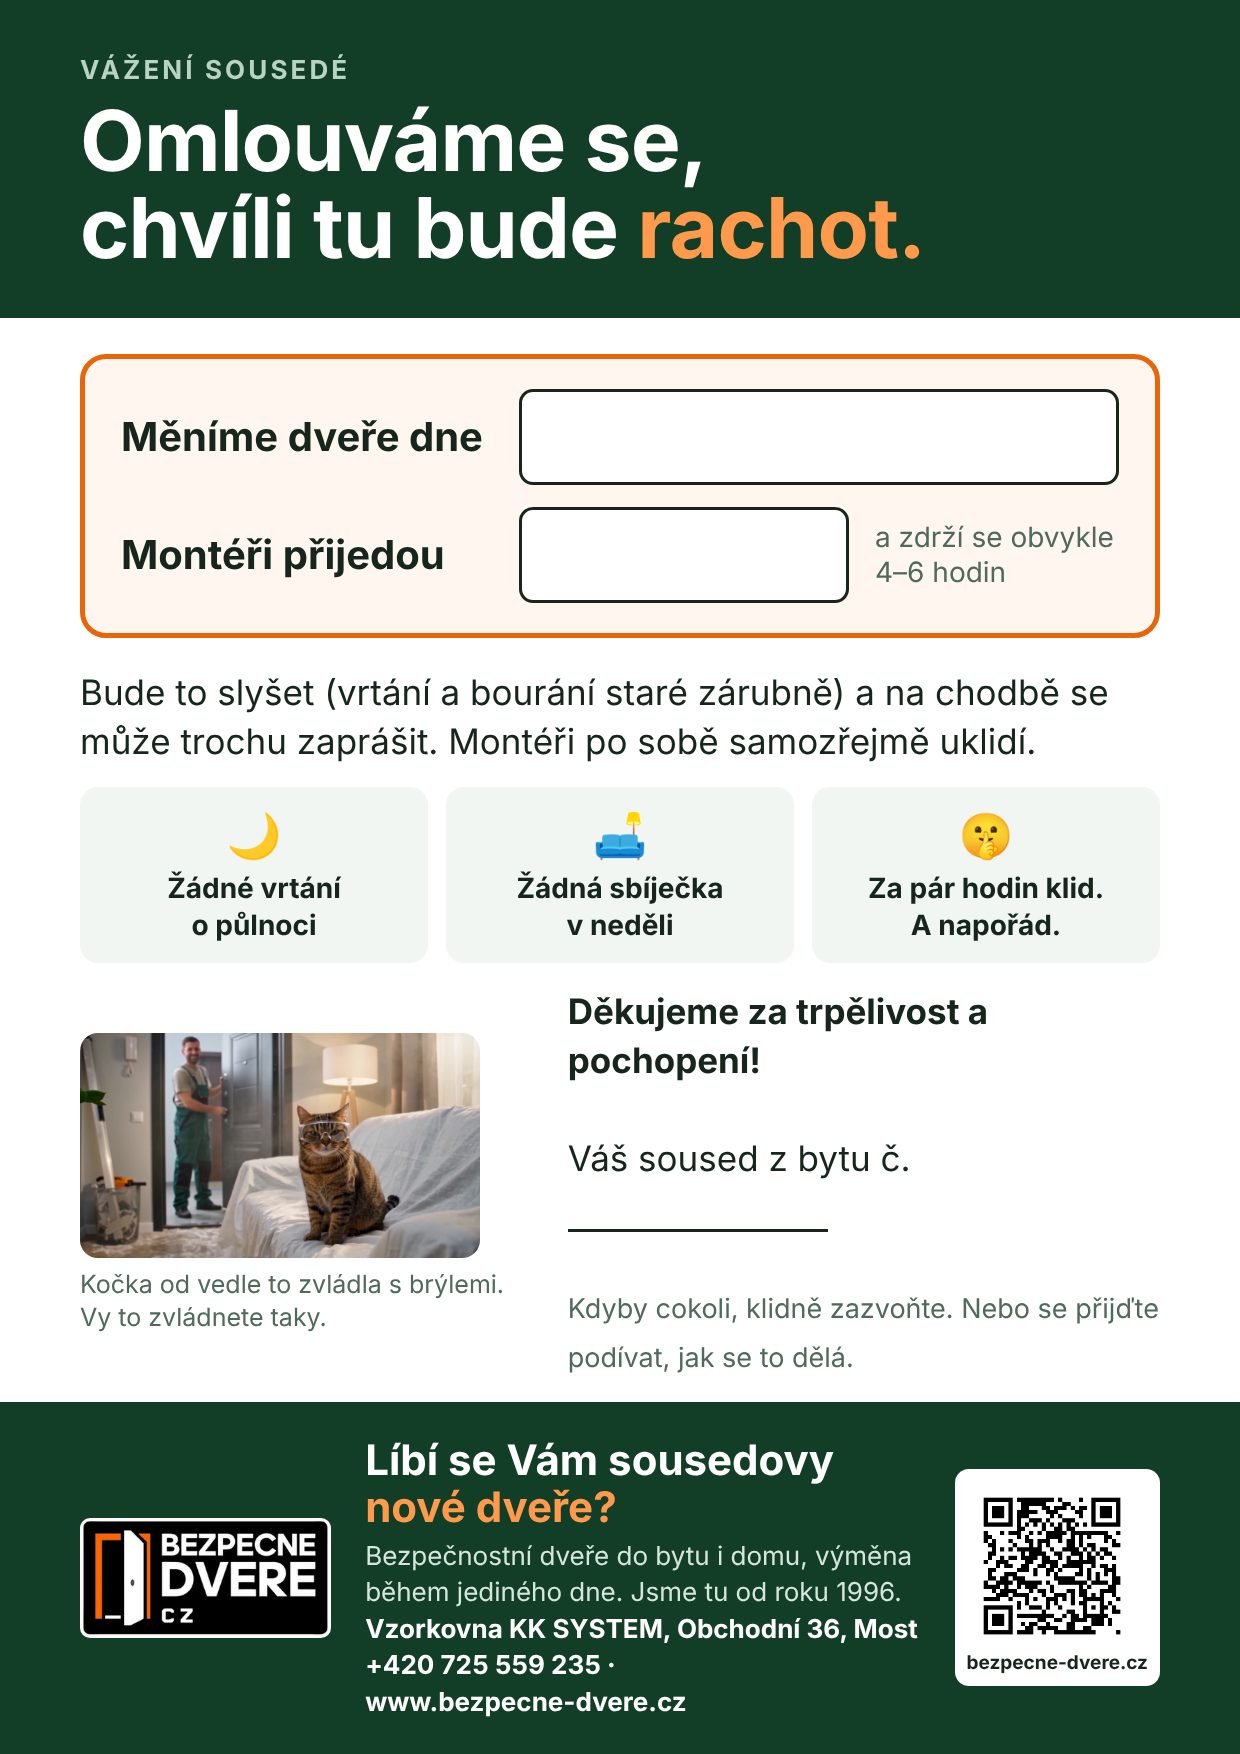 VÁŽENÍ SOUSEDÉ
Omlouváme se,
chvíli tu bude rachot.
Měníme dveře dne
Montéři přijedou
a zdrží se obvykle
4–6 hodin
Bude to slyšet (vrtání a bourání staré zárubně) a na chodbě se
může trochu zaprášit. Montéři po sobě samozřejmě uklidí.
Žádné vrtání
o půlnoci
Žádná sbíječka
v neděli
Za pár hodin klid.
A napořád.
Kočka od vedle to zvládla s brýlemi.
Vy to zvládnete taky.
Děkujeme za trpělivost a
pochopení!
Váš soused z bytu č.
Kdyby cokoli, klidně zazvoňte. Nebo se přijďte
podívat, jak se to dělá.
BEZPECNE
DVERE
CZ
Líbí se Vám sousedovy
nové dveře?
Bezpečnostní dveře do bytu i domu, výměna
během jediného dne. Jsme tu od roku 1996.
Vzorkovna KK SYSTEM, Obchodní 36, Most
+420 725 559 235 ·
www.bezpecne-dvere.cz
bezpecne-dvere.cz